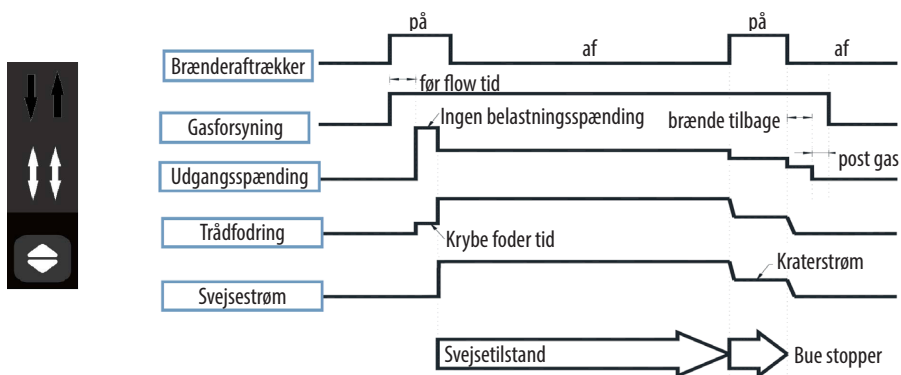 på
på
Brænderaftrækker
af
af
før flow tid
Gasforsyning
Ingen belastningsspænding
brænde tilbage
Udgangsspænding
post gas
Trådfodring
Krybe foder tid
Kraterstrøm
Svejsestrøm
Svejsetilstand
Bue stopper